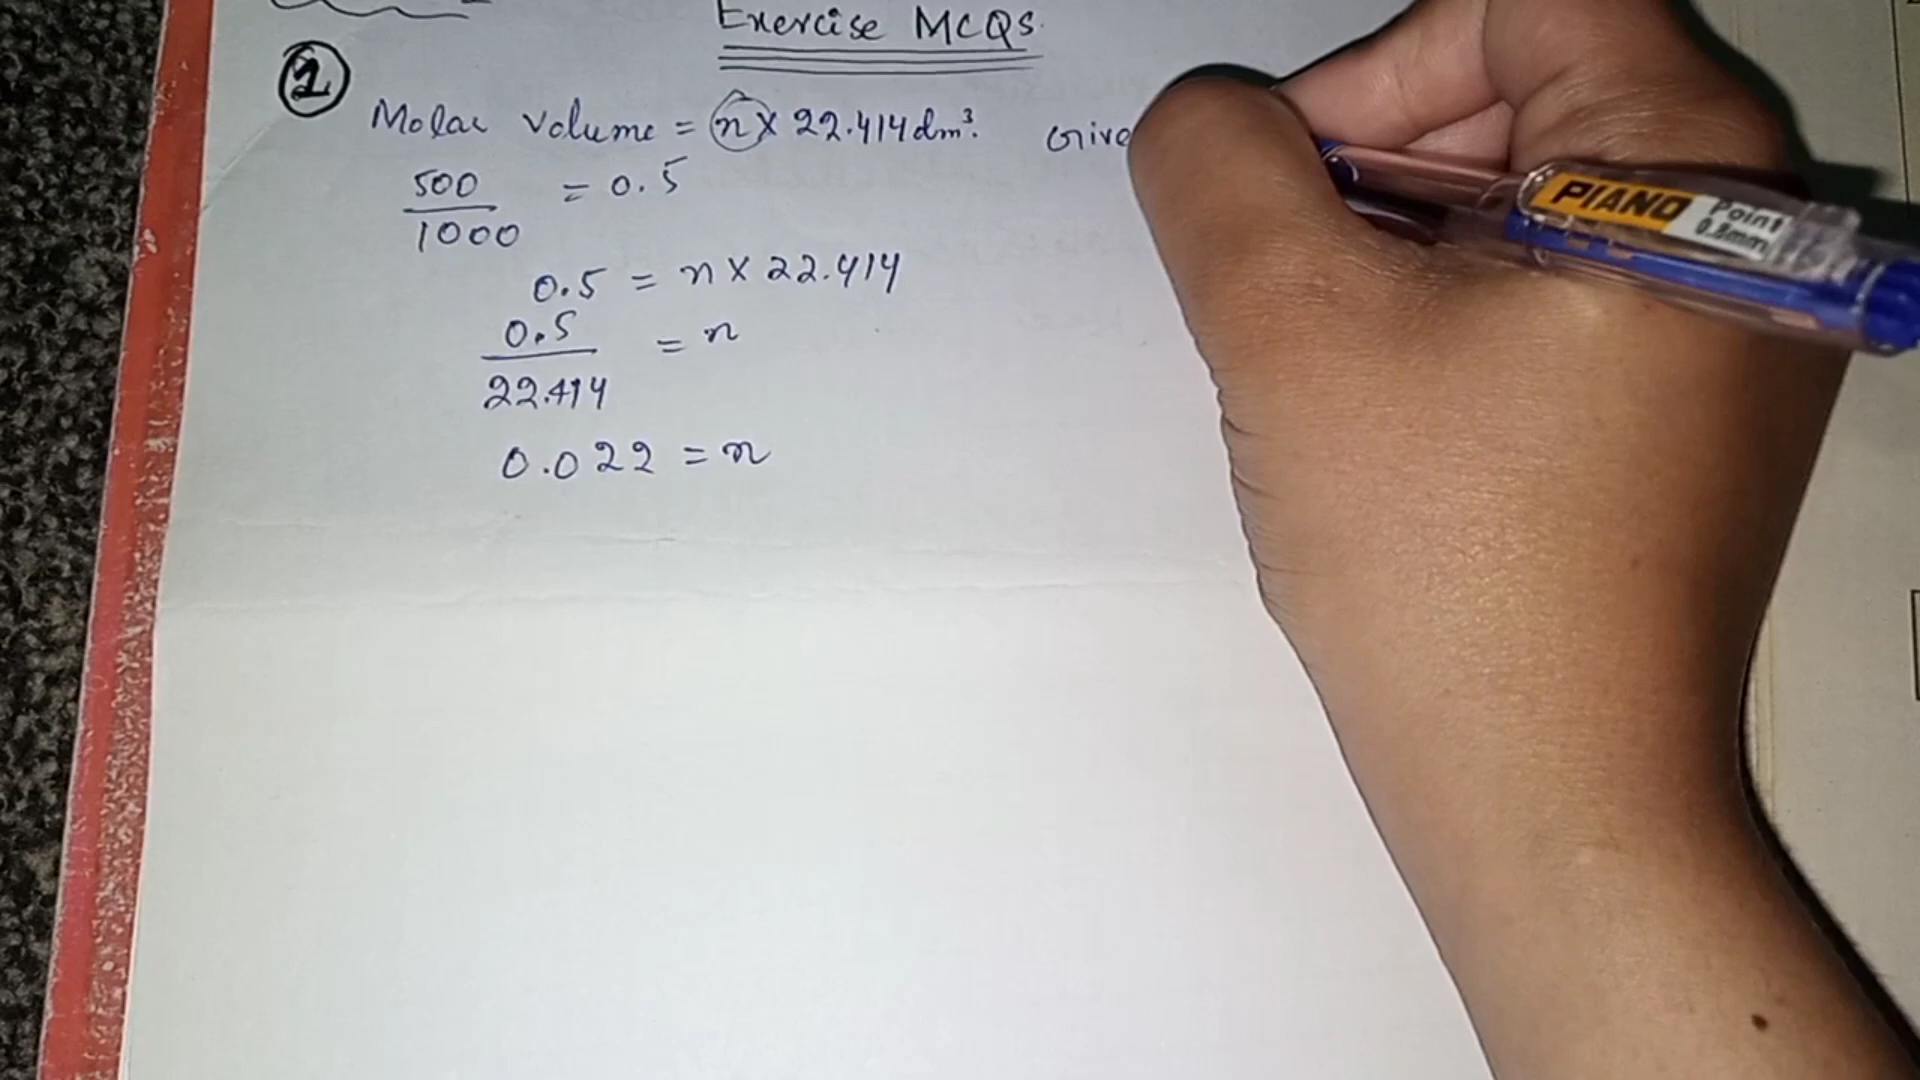 Exercise MCQs.
1
Molar volume = n × 22.414 dm³. Give
500
1000
= 0.5
0.5 = n × 22.414
0.5
22.414
= n
0.022 = n
PIANO
Point
0.8mm